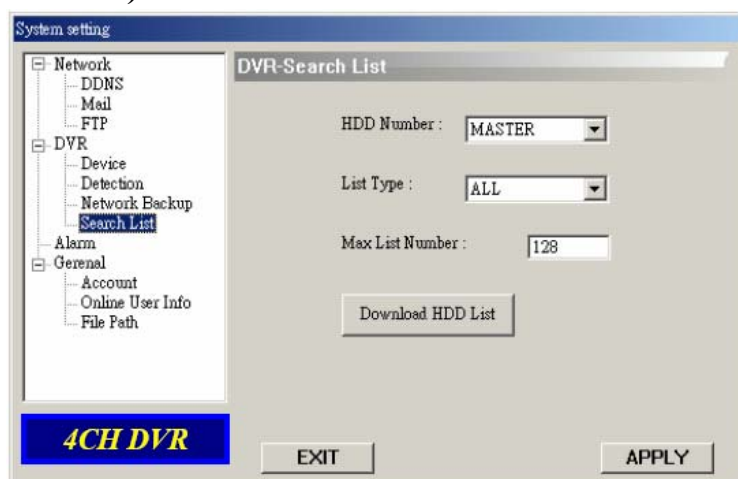 System setting
Network
DDNS
Mail
FTP
DVR
Device
Detection
Network Backup
Search List
Alarm
Gerenal
Account
Online User Info
File Path
4CH DVR
DVR-Search List
HDD Number : MASTER
List Type : ALL
Max List Number : 128
Download HDD List
EXIT
APPLY